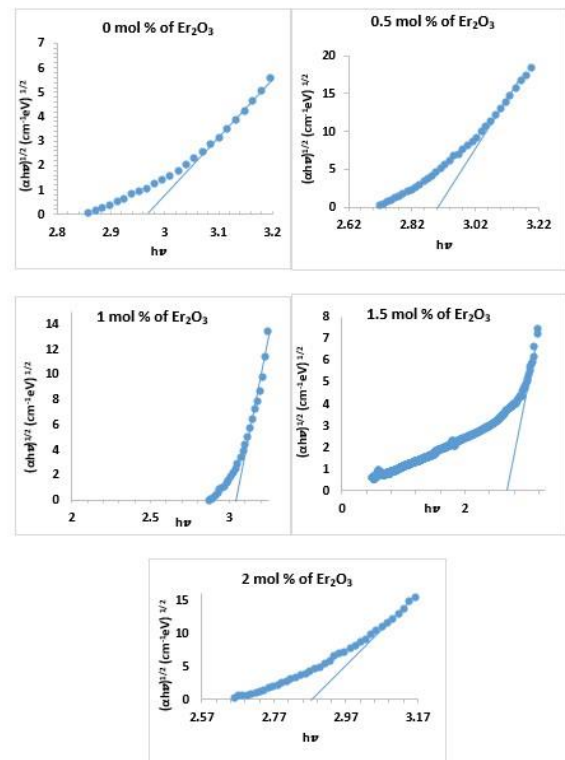 0 mol % of Er₂O₃
7
6
5
4
3
2
1
0
(αhν)¹/² (cm⁻¹eV) ¹/²
2.8 2.9 3 3.1 3.2
hν
0.5 mol % of Er₂O₃
20
15
10
5
0
(αhν)¹/² (cm⁻¹eV) ¹/²
2.62 2.82 3.02 3.22
hν
1 mol % of Er₂O₃
14
12
10
8
6
4
2
0
(αhν)¹/² (cm⁻¹eV) ¹/²
2 2.5 3
hν
1.5 mol % of Er₂O₃
8
7
6
5
4
3
2
1
0
(αhν)¹/² (cm⁻¹eV) ¹/²
0 2
hν
2 mol % of Er₂O₃
15
10
5
0
(αhν)¹/² (cm⁻¹eV) ¹/²
2.57 2.77 2.97 3.17
hν